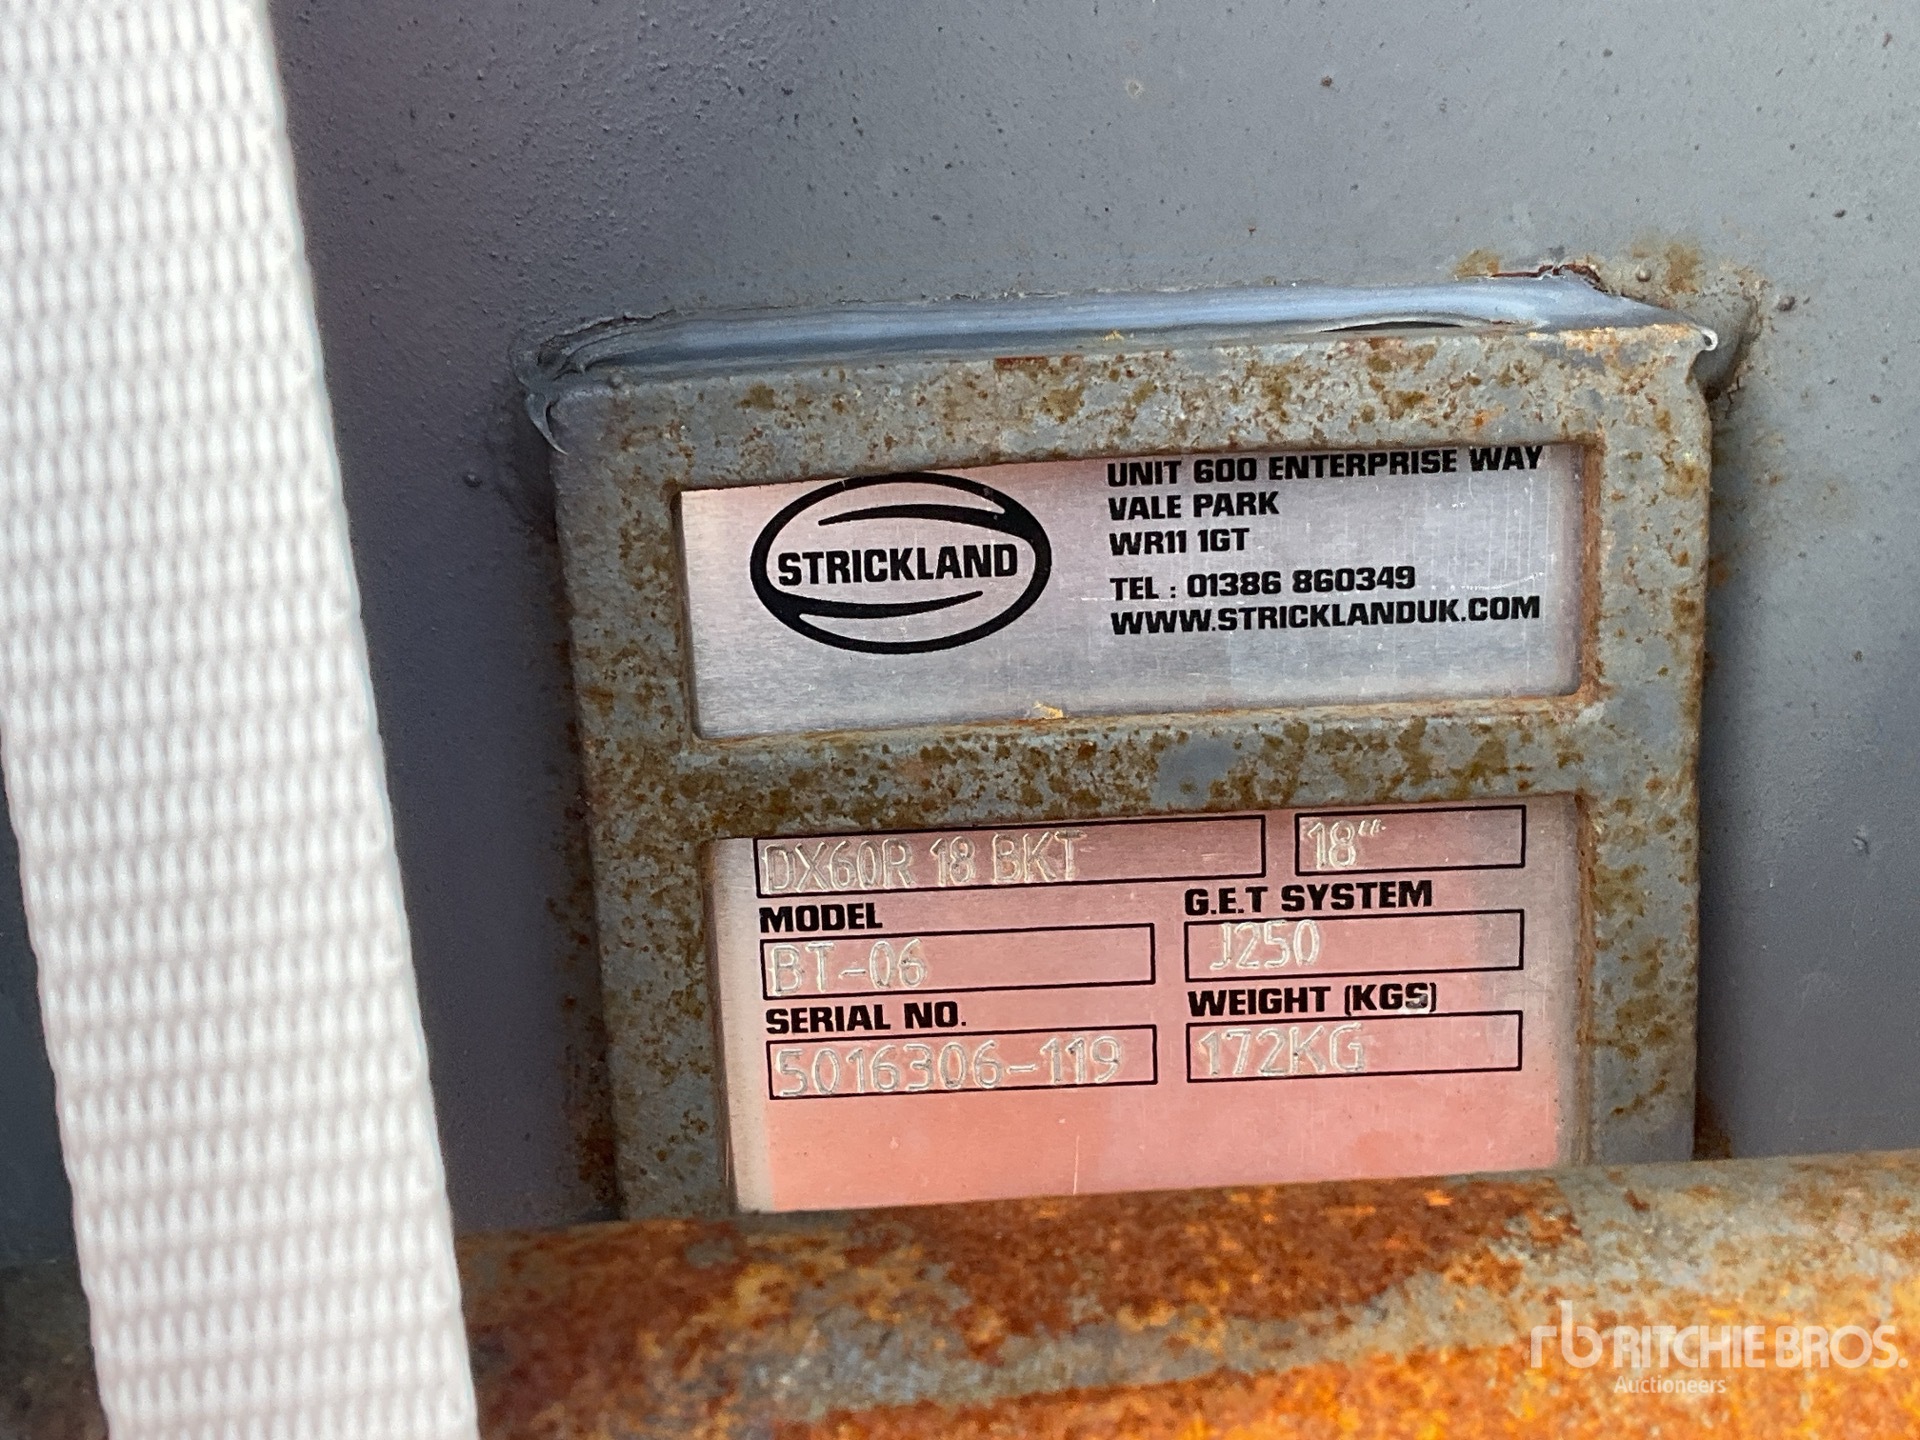 STRICKLAND
UNIT 600 ENTERPRISE WAY
VALE PARK
WR11 1GT
TEL : 01386 860349
WWW.STRICKLANDUK.COM
DX60R 18 BKT 18"
MODEL G.E.T SYSTEM
BT-06 J250
SERIAL NO. WEIGHT (KGS)
5016306-119 172KG
rb RITCHIE BROS.
Auctioneers